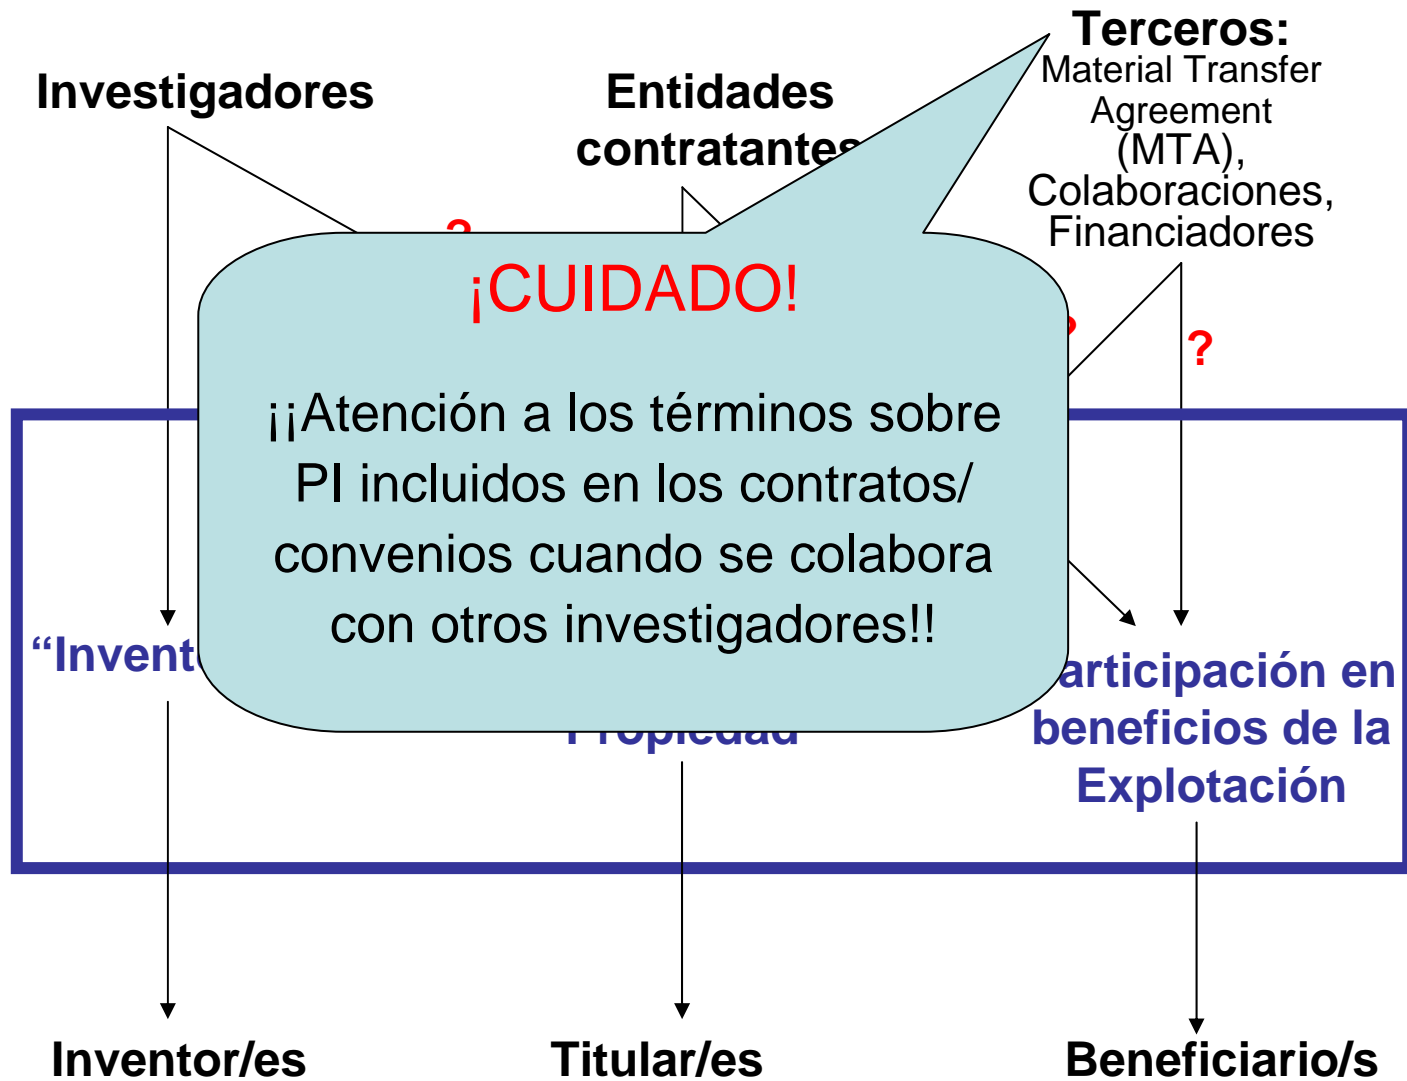 Terceros:
Material Transfer
Agreement
(MTA),
Colaboraciones,
Financiadores
Investigadores
Entidades
contratantes
?
?
?
¡CUIDADO!
¡¡Atención a los términos sobre
PI incluidos en los contratos/
convenios cuando se colabora
con otros investigadores!!
“Invent
Propiedad
articipación en
beneficios de la
Explotación
Inventor/es
Titular/es
Beneficiario/s